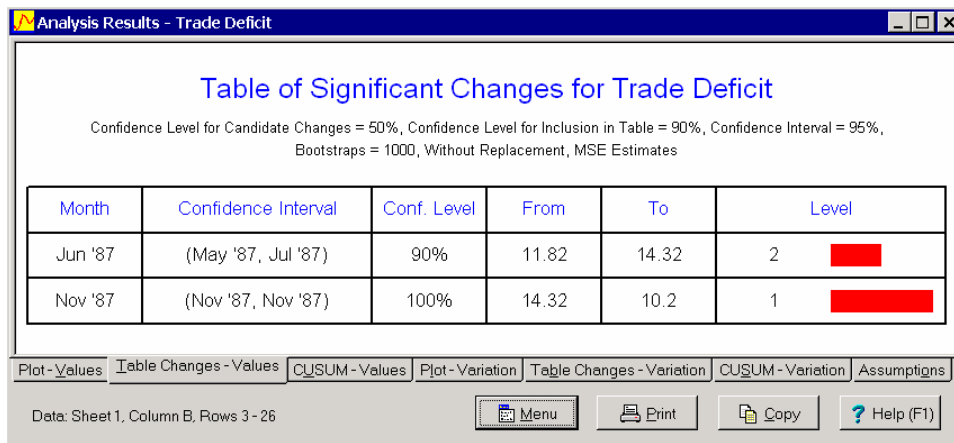 Analysis Results - Trade Deficit
Table of Significant Changes for Trade Deficit
Confidence Level for Candidate Changes = 50%, Confidence Level for Inclusion in Table = 90%, Confidence Interval = 95%,
Bootstraps = 1000, Without Replacement, MSE Estimates
Month Confidence Interval Conf. Level From To Level
Jun '87 (May '87, Jul '87) 90% 11.82 14.32 2
Nov '87 (Nov '87, Nov '87) 100% 14.32 10.2 1
Plot - Values Table Changes - Values CUSUM - Values Plot - Variation Table Changes - Variation CUSUM - Variation Assumptions
Data: Sheet 1, Column B, Rows 3 - 26 Menu Print Copy ? Help (F1)